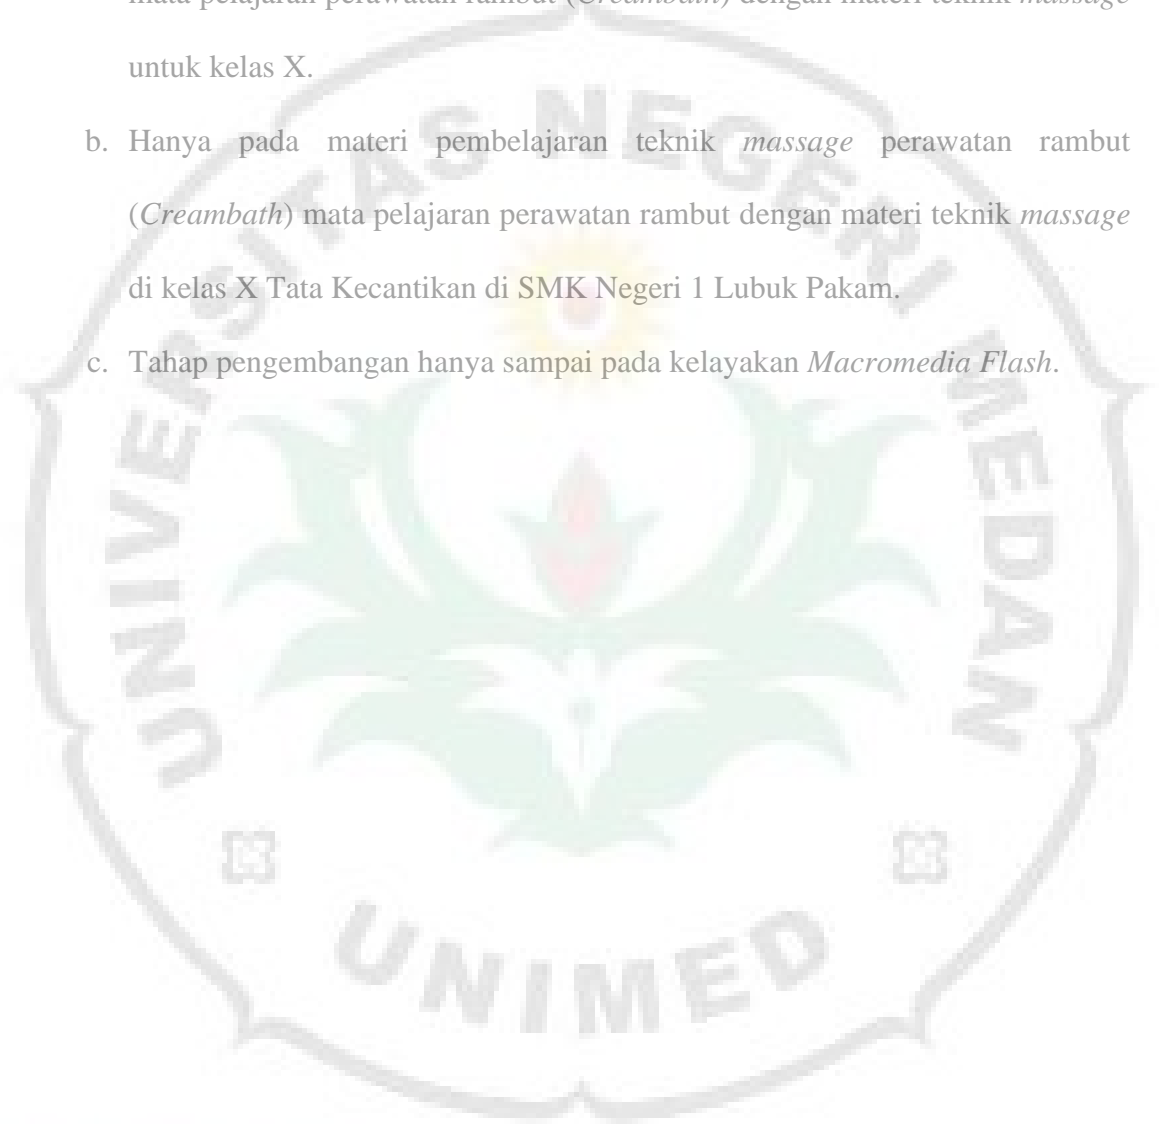 mata pelajaran perawatan rambut (Creambath) dengan materi teknik massage
untuk kelas X.
b. Hanya pada materi pembelajaran teknik massage perawatan rambut
(Creambath) mata pelajaran perawatan rambut dengan materi teknik massage
di kelas X Tata Kecantikan di SMK Negeri 1 Lubuk Pakam.
c. Tahap pengembangan hanya sampai pada kelayakan Macromedia Flash.
UNIVERSITAS NEGERI MEDAN
UNIMED